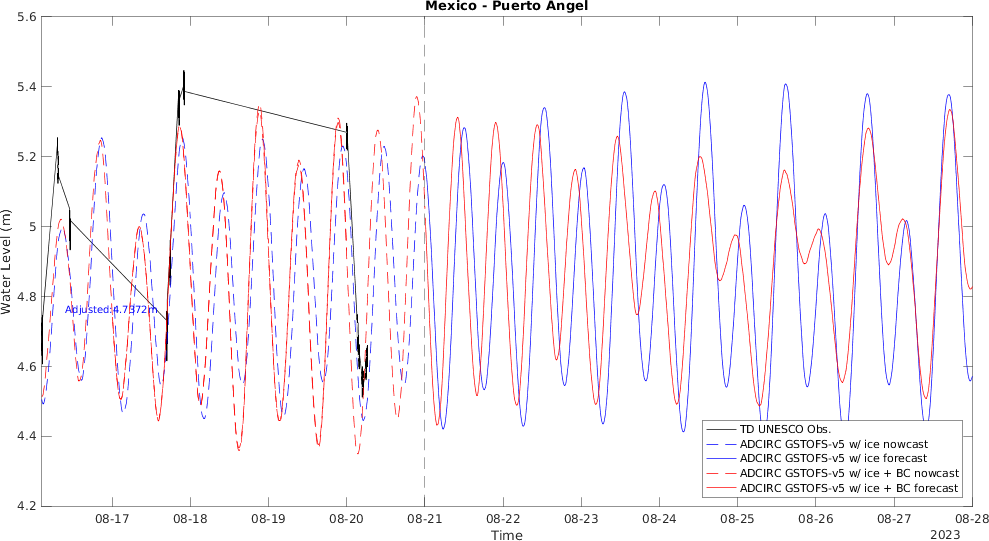 Mexico - Puerto Angel
5.6
5.4
5.2
5
4.8
4.6
4.4
4.2
Water Level (m)
Adjusted:4.7372m
TD UNESCO Obs.
ADCIRC GSTOFS-v5 w/ ice nowcast
ADCIRC GSTOFS-v5 w/ ice forecast
ADCIRC GSTOFS-v5 w/ ice + BC nowcast
ADCIRC GSTOFS-v5 w/ ice + BC forecast
08-17 08-18 08-19 08-20 08-21 08-22 08-23 08-24 08-25 08-26 08-27 08-28
Time
2023